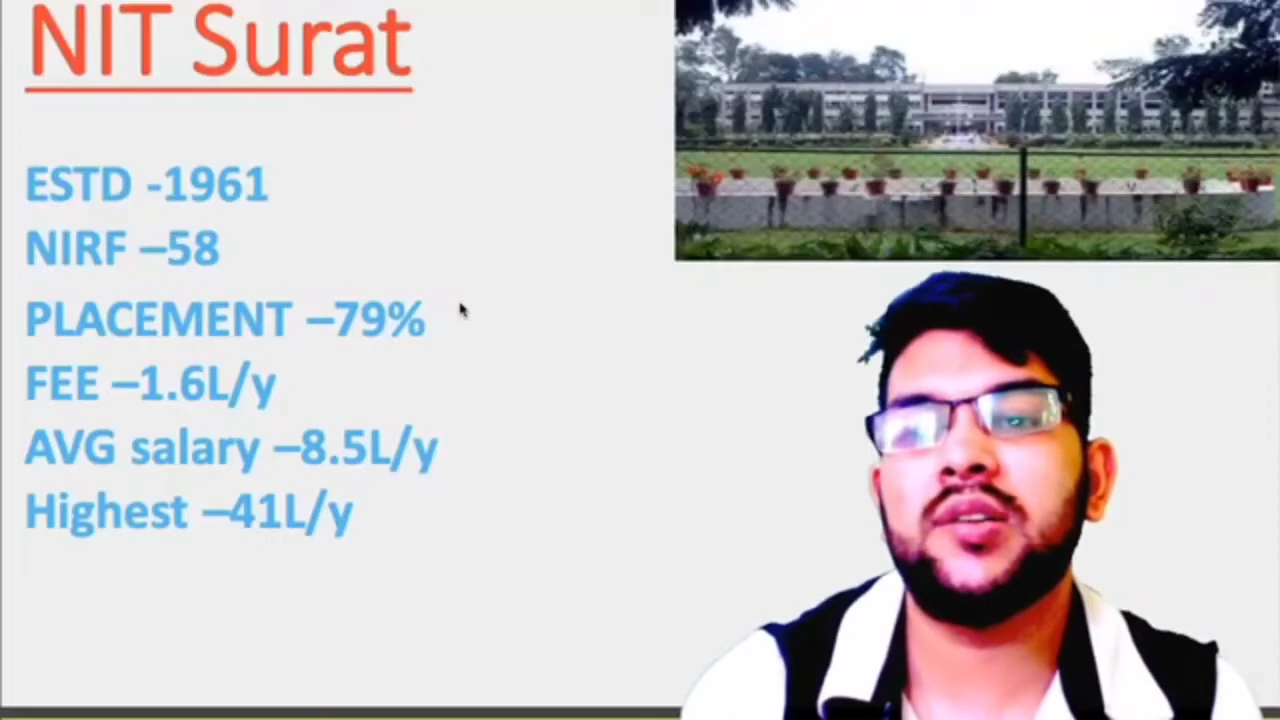 NIT Surat
ESTD -1961
NIRF –58
PLACEMENT –79%
FEE –1.6L/y
AVG salary –8.5L/y
Highest –41L/y